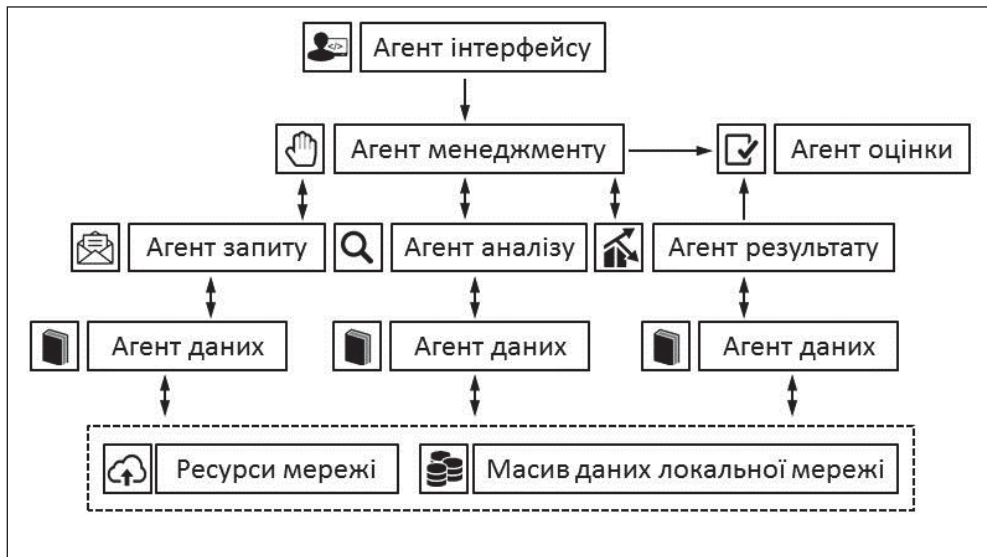 Агент інтерфейсу
Агент менеджменту
Агент оцінки
Агент запиту
Агент аналізу
Агент результату
Агент даних
Агент даних
Агент даних
Ресурси мережі
Масив даних локальної мережі